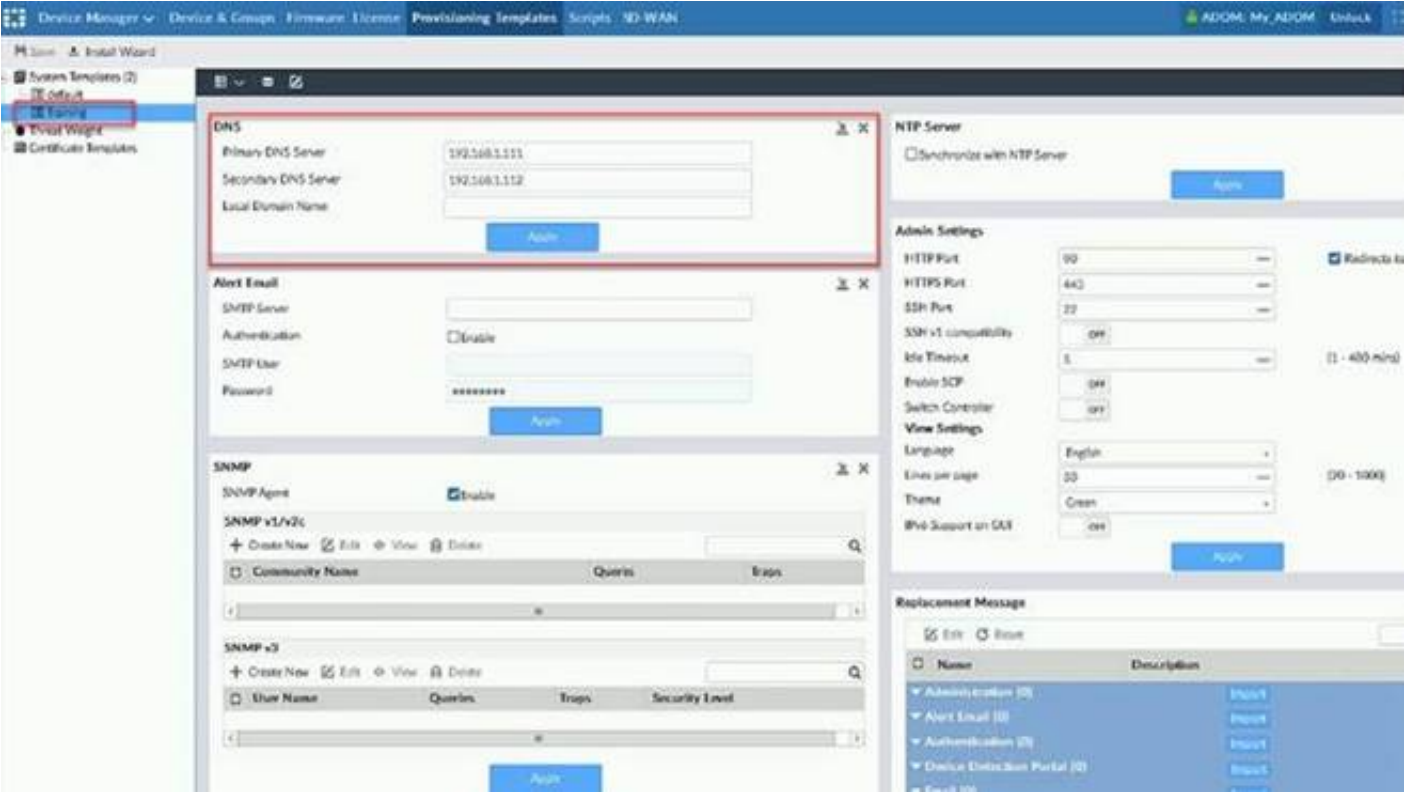 Device Manager Device & Groups Firmware License Provisioning Templates Scripts SD-WAN ADOM: My_ADOM Unlock
Save Install Wizard
System Templates (2)
default
Training
Threat Weight
Certificate Templates
DNS
Primary DNS Server 192.168.1.111
Secondary DNS Server 192.168.1.112
Local Domain Name
Apply
Alert Email
SMTP Server
Authentication Enable
SMTP User
Password ********
Apply
SNMP
SNMP Agent Enable
SNMP v1/v2c
Create New Edit View Delete
Community Name Queries Traps
SNMP v3
Create New Edit View Delete
User Name Queries Traps Security Level
Apply
NTP Server
Synchronize with NTP Server
Apply
Admin Settings
HTTP Port Redirects to
HTTPS Port 443
SSH Port 22
SSH v1 compatibility OFF
Idle Timeout 5 (1 - 480 mins)
Enable SCP OFF
Switch Controller OFF
View Settings
Language English
Lines per page 50 (20 - 1000)
Theme Green
IPv6 Support on GUI OFF
Apply
Replacement Message
Edit Reset
Name Description
Administration (0) Import
Alert Email (0) Import
Authentication (0) Import
Device Detection Portal (0) Import
Email (0)